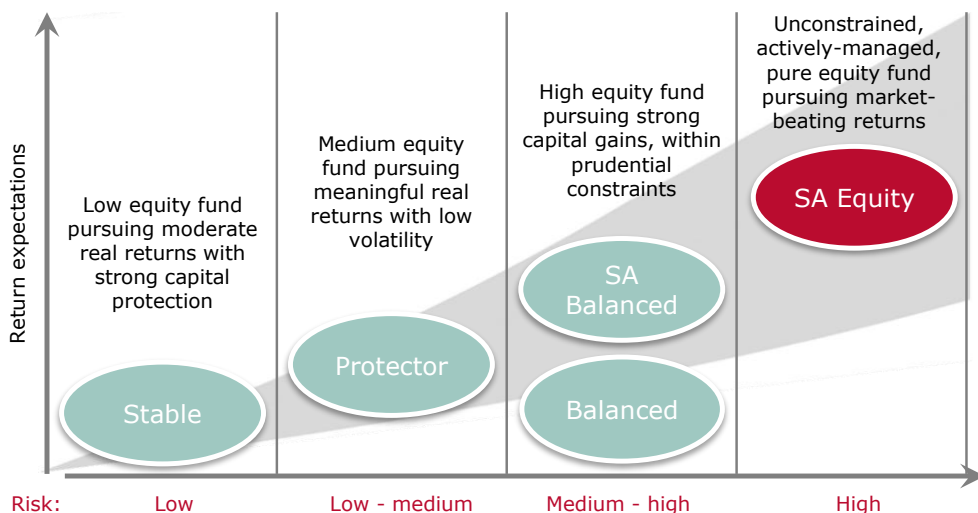 Return expectations
Low equity fund
pursuing moderate
real returns with
strong capital
protection
Stable
Medium equity
fund pursuing
meaningful real
returns with low
volatility
Protector
High equity fund
pursuing strong
capital gains, within
prudential
constraints
SA
Balanced
Balanced
Unconstrained,
actively-managed,
pure equity fund
pursuing market-
beating returns
SA Equity
Risk:
Low
Low - medium
Medium - high
High